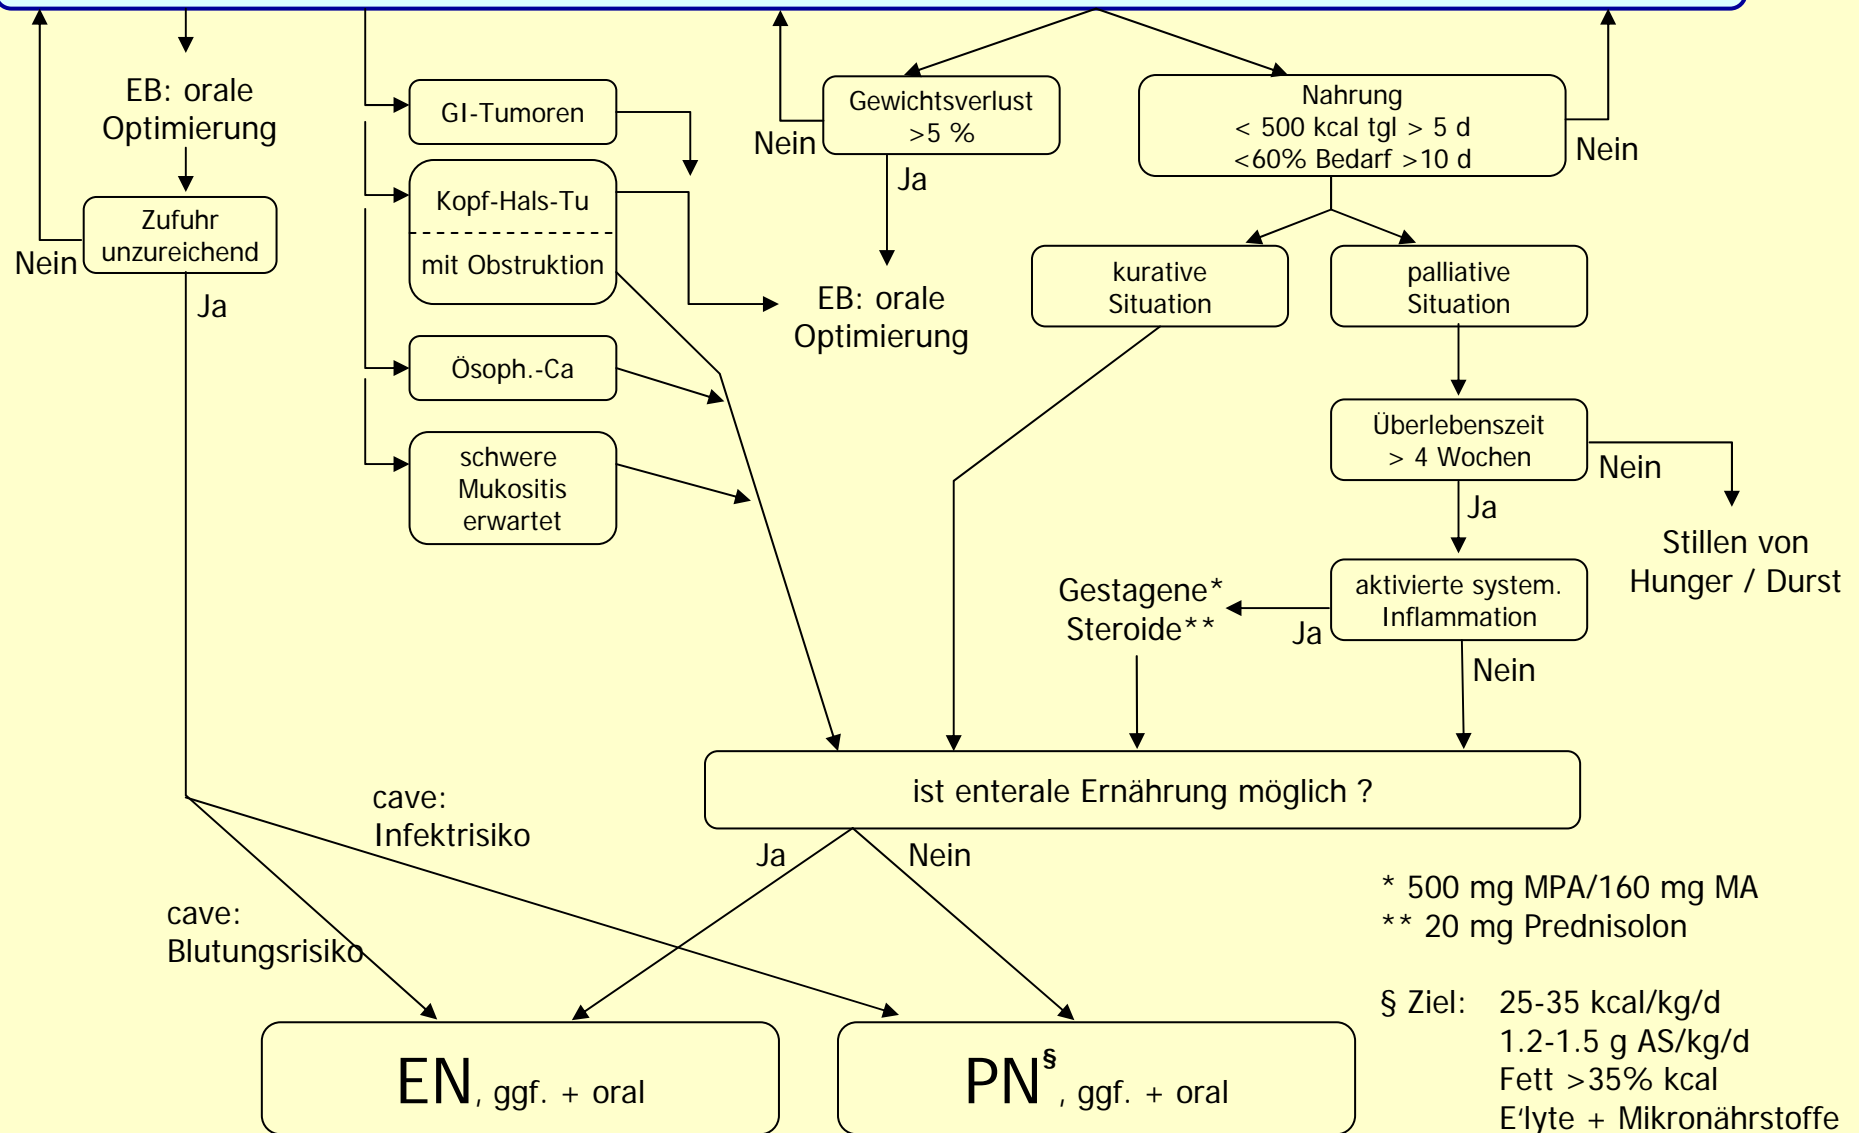 EB: orale
Optimierung
Zufuhr
unzureichend
Nein
Ja
GI-Tumoren
Kopf-Hals-Tu
mit Obstruktion
Ösoph.-Ca
schwere
Mukositis
erwartet
Gewichtsverlust
>5 %
Nein
Ja
EB: orale
Optimierung
Nahrung
< 500 kcal tgl > 5 d
<60% Bedarf >10 d
Nein
kurative
Situation
palliative
Situation
Überlebenszeit
> 4 Wochen
Nein
Ja
Stillen von
Hunger / Durst
aktivierte system.
Inflammation
Ja
Nein
Gestagene*
Steroide**
ist enterale Ernährung möglich ?
Ja
Nein
cave:
Infektrisiko
cave:
Blutungsrisiko
EN, ggf. + oral
PN§, ggf. + oral
* 500 mg MPA/160 mg MA
** 20 mg Prednisolon
§ Ziel: 25-35 kcal/kg/d
1.2-1.5 g AS/kg/d
Fett >35% kcal
E'lyte + Mikronährstoffe